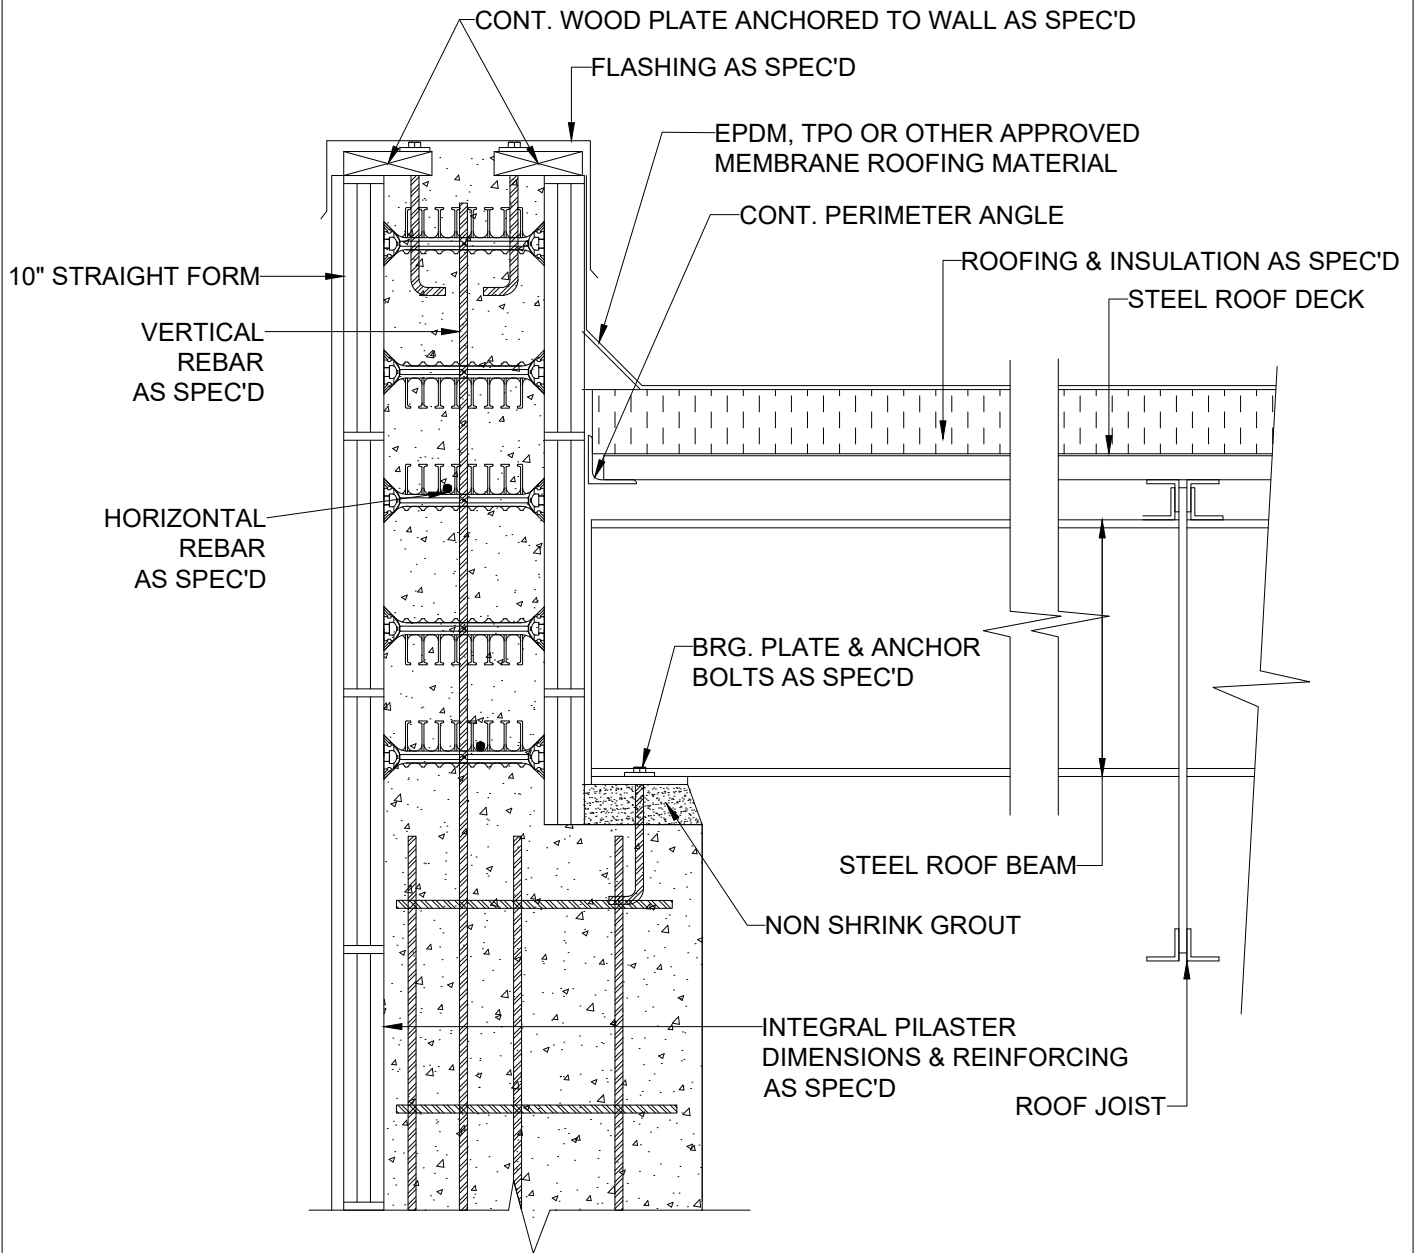 CONT. WOOD PLATE ANCHORED TO WALL AS SPEC'D
FLASHING AS SPEC'D
EPDM, TPO OR OTHER APPROVED
MEMBRANE ROOFING MATERIAL
CONT. PERIMETER ANGLE
ROOFING & INSULATION AS SPEC'D
10" STRAIGHT FORM
STEEL ROOF DECK
VERTICAL
REBAR
AS SPEC'D
HORIZONTAL
REBAR
AS SPEC'D
BRG. PLATE & ANCHOR
BOLTS AS SPEC'D
STEEL ROOF BEAM
NON SHRINK GROUT
INTEGRAL PILASTER
DIMENSIONS & REINFORCING
AS SPEC'D
ROOF JOIST